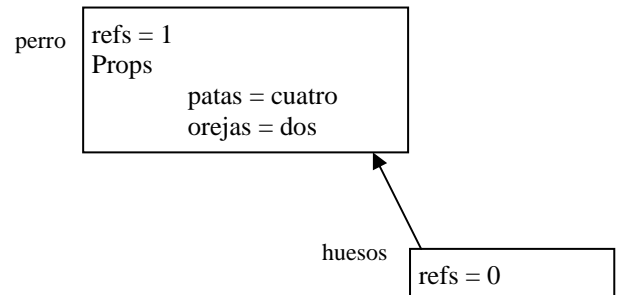 perro
refs = 1
Props
patas = cuatro
orejas = dos
huesos
refs = 0